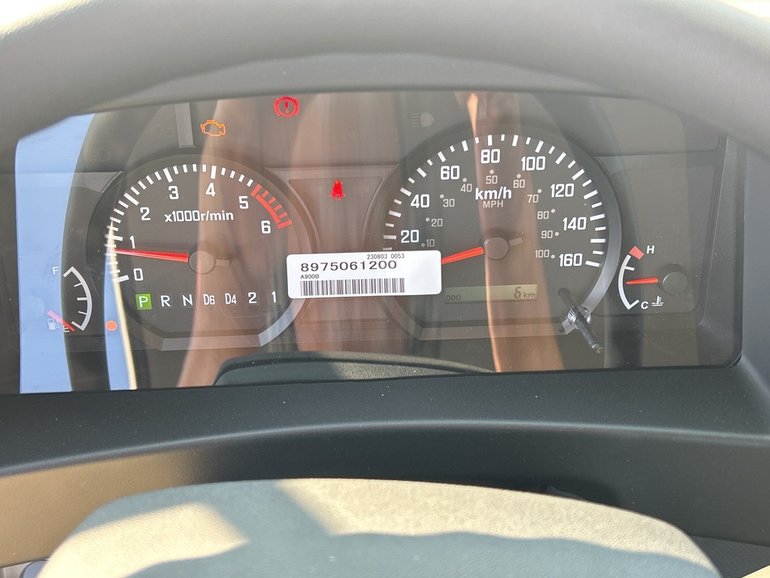 3 4
2 5
1 6
0
x1000r/min
P R N D6 D4 2 1
F
E
230803 0053
8975061200
A900B
80
60 100
40 120
20 140
160
km/h
MPH
50
40 60
30 70
20 80
10 90
100
ODO 6 km
H
C